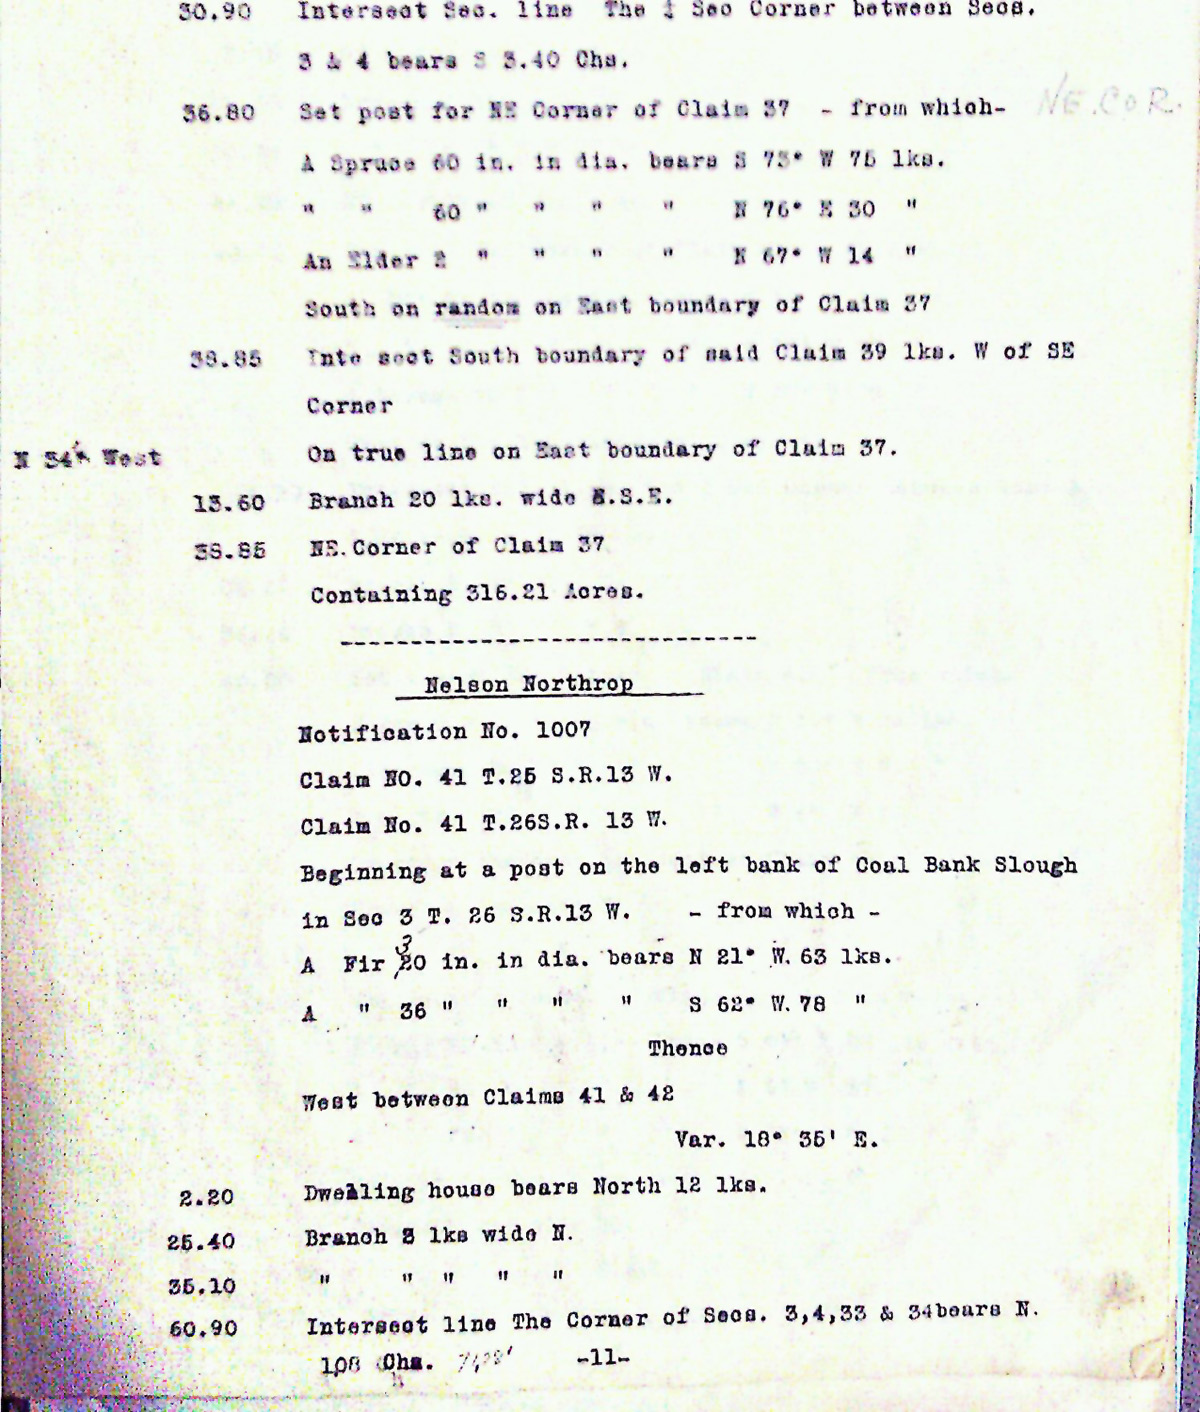 30.90 Intersect Sec. line The ¼ Sec Corner between Secs.
3 & 4 bears S 3.40 Chs.
36.80 Set post for NE Corner of Claim 37 - from which- NE.COR.
A Spruce 60 in. in dia. bears S 73° W 75 lks.
" " 60 " " " " N 76° E 30 "
An Elder 2 " " " " N 67° W 14 "
South on random on East boundary of Claim 37
38.85 Inte sect South boundary of said Claim 39 lks. W of SE
Corner
N 34' West On true line on East boundary of Claim 37.
13.60 Branch 20 lks. wide E.S.E.
38.85 NE.Corner of Claim 37
Containing 316.21 Acres.
------------------------------
Nelson Northrop
Notification No. 1007
Claim NO. 41 T.25 S.R.13 W.
Claim No. 41 T.26S.R. 13 W.
Beginning at a post on the left bank of Coal Bank Slough
in Sec 3 T. 26 S.R.13 W. - from which -
A Fir 30 in. in dia. bears N 21° W. 63 lks.
A " 36 " " " " S 62° W. 78 "
Thence
West between Claims 41 & 42
Var. 18° 35' E.
2.20 Dwelling house bears North 12 lks.
25.40 Branch 3 lks wide N.
35.10 " " " " "
60.90 Intersect line The Corner of Secs. 3,4,33 & 34bears N.
108 Chs. -11-